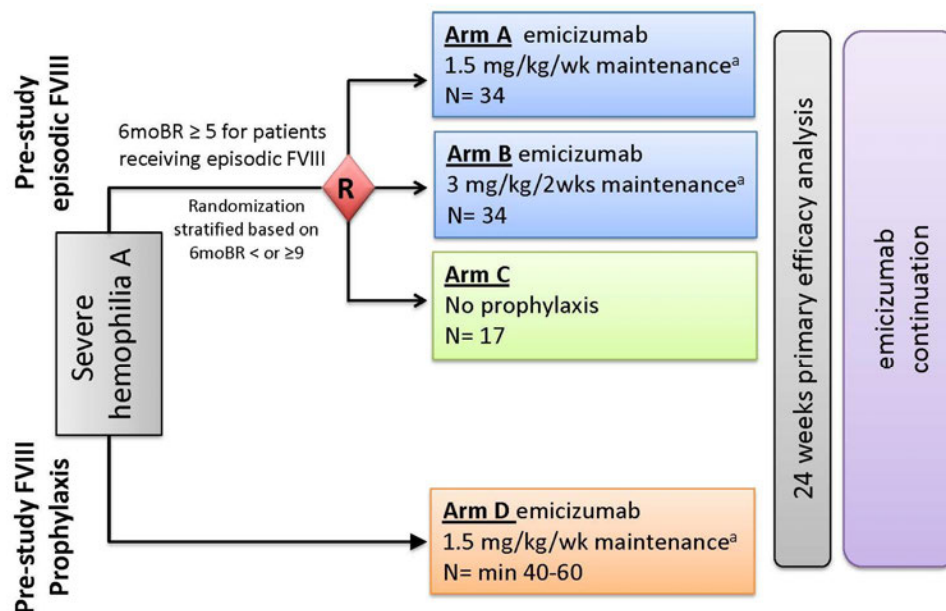 Pre-study
episodic FVIII
6moBR ≥ 5 for patients
receiving episodic FVIII
R
Randomization
stratified based on
6moBR < or ≥9
Severe
hemophilia A
Pre-study FVIII
Prophylaxis
Arm A emicizumab
1.5 mg/kg/wk maintenanceᵃ
N= 34
Arm B emicizumab
3 mg/kg/2wks maintenanceᵃ
N= 34
Arm C
No prophylaxis
N= 17
Arm D emicizumab
1.5 mg/kg/wk maintenanceᵃ
N= min 40-60
24 weeks primary efficacy analysis
emicizumab
continuation